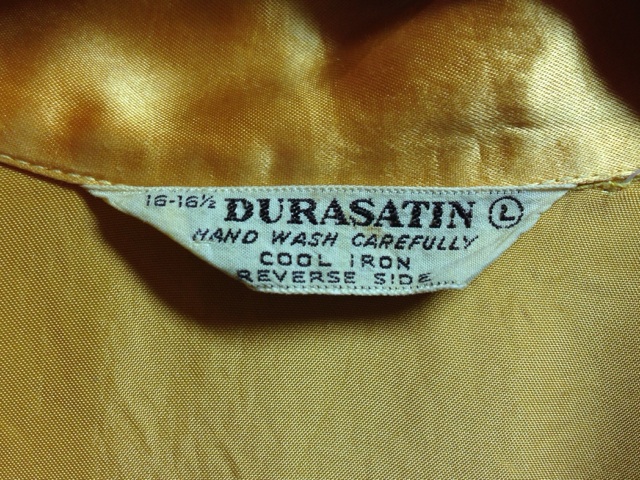 16-16½ DURASATIN Ⓛ
HAND WASH CAREFULLY
COOL IRON
REVERSE SIDE